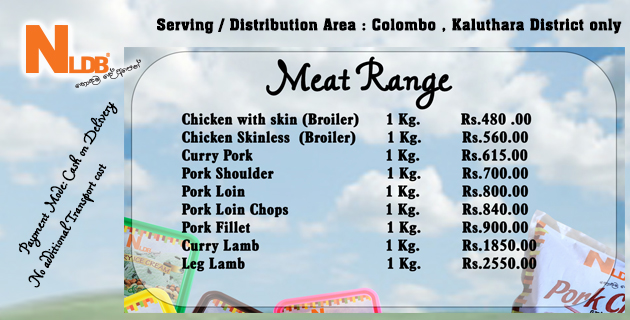 Serving / Distribution Area : Colombo , Kaluthara District only
NLDB®
Meat Range
Chicken with skin (Broiler) 1 Kg. Rs.480 .00
Chicken Skinless (Broiler) 1 Kg. Rs.560.00
Curry Pork 1 Kg. Rs.615.00
Pork Shoulder 1 Kg. Rs.700.00
Pork Loin 1 Kg. Rs.800.00
Pork Loin Chops 1 Kg. Rs.840.00
Pork Fillet 1 Kg. Rs.900.00
Curry Lamb 1 Kg. Rs.1850.00
Leg Lamb 1 Kg. Rs.2550.00
Payment Mode: Cash on Delivery
No additional Transport cast
NLDB
NLDB
Pork C